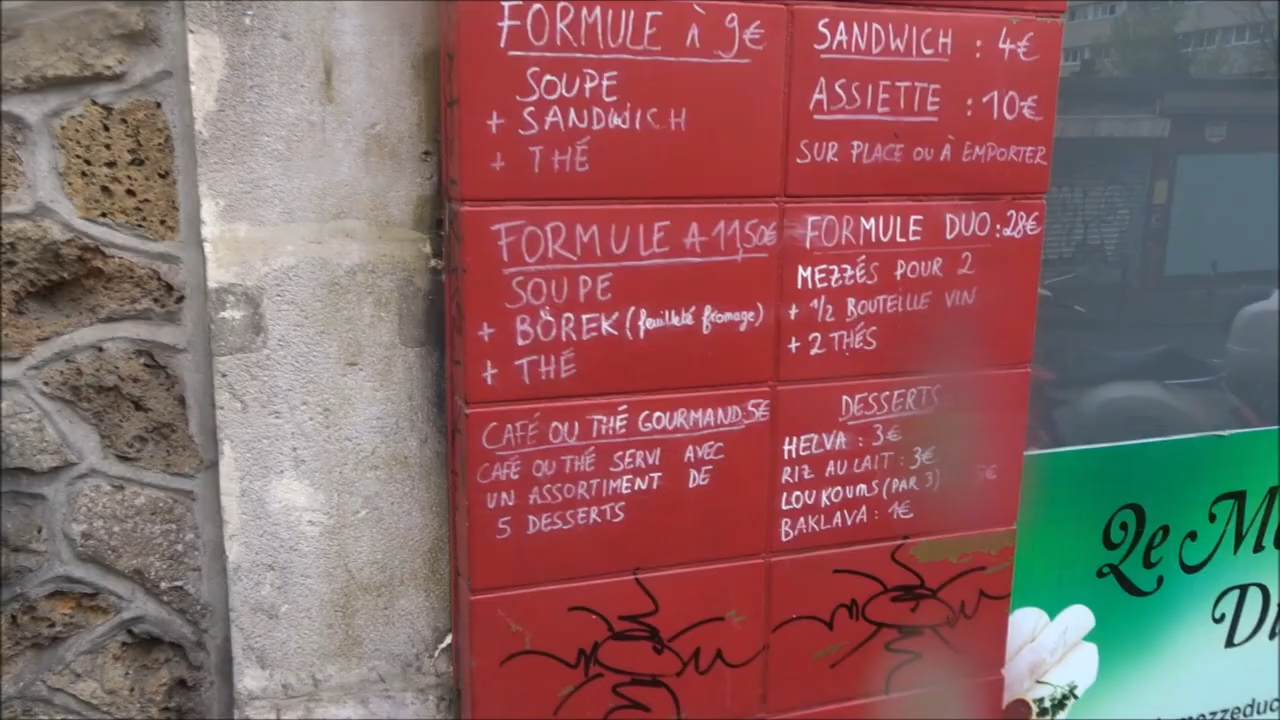 FORMULE À 9€
SOUPE
+ SANDWICH
+ THÉ
SANDWICH : 4€
ASSIETTE : 10€
SUR PLACE OU À EMPORTER
FORMULE A 11,50€
SOUPE
+ BÖREK (feuilleté fromage)
+ THÉ
FORMULE DUO : 28€
MEZZÉS POUR 2
+ 1/2 BOUTEILLE VIN
+ 2 THÉS
CAFÉ OU THÉ GOURMAND : 5€
CAFÉ OU THÉ SERVI AVEC
UN ASSORTIMENT DE
5 DESSERTS
DESSERTS
HELVA : 3€
RIZ AU LAIT : 3€
LOUKOUMS (PAR 3)
BAKLAVA : 1€
Le